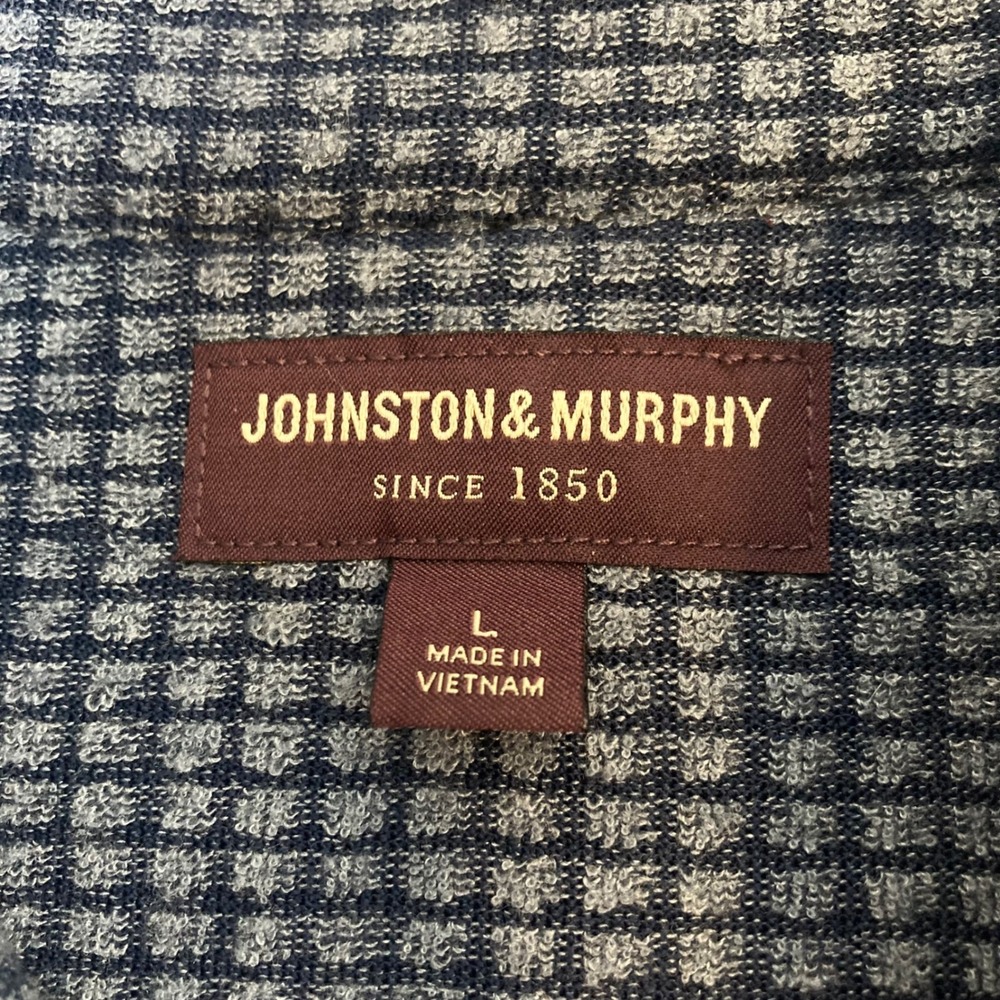 JOHNSTON & MURPHY
SINCE 1850
L
MADE IN
VIETNAM